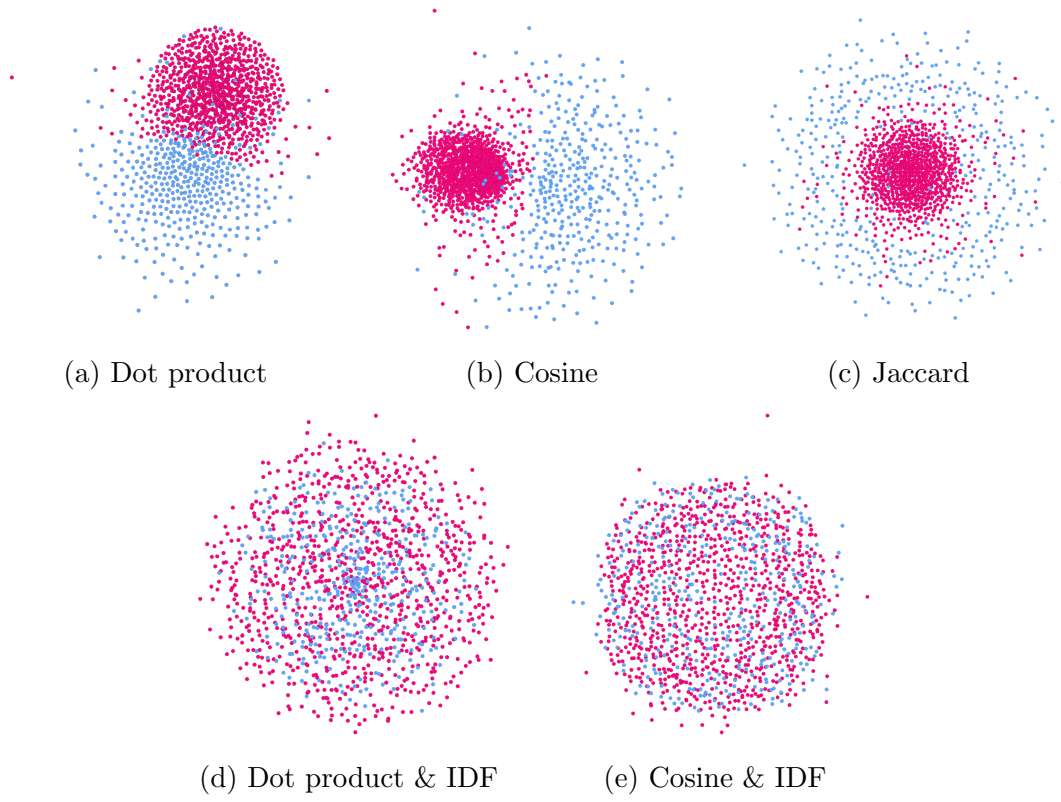 (a) Dot product
(b) Cosine
(c) Jaccard
(d) Dot product & IDF
(e) Cosine & IDF